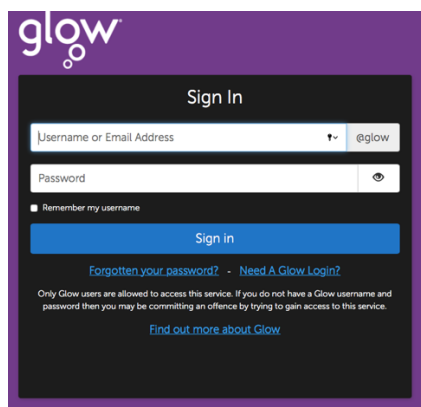 glow
Sign In
Username or Email Address
@glow
Password
Remember my username
Sign in
Forgotten your password? - Need A Glow Login?
Only Glow users are allowed to access this service. If you do not have a Glow username and
password then you may be committing an offence by trying to gain access to this service.
Find out more about Glow